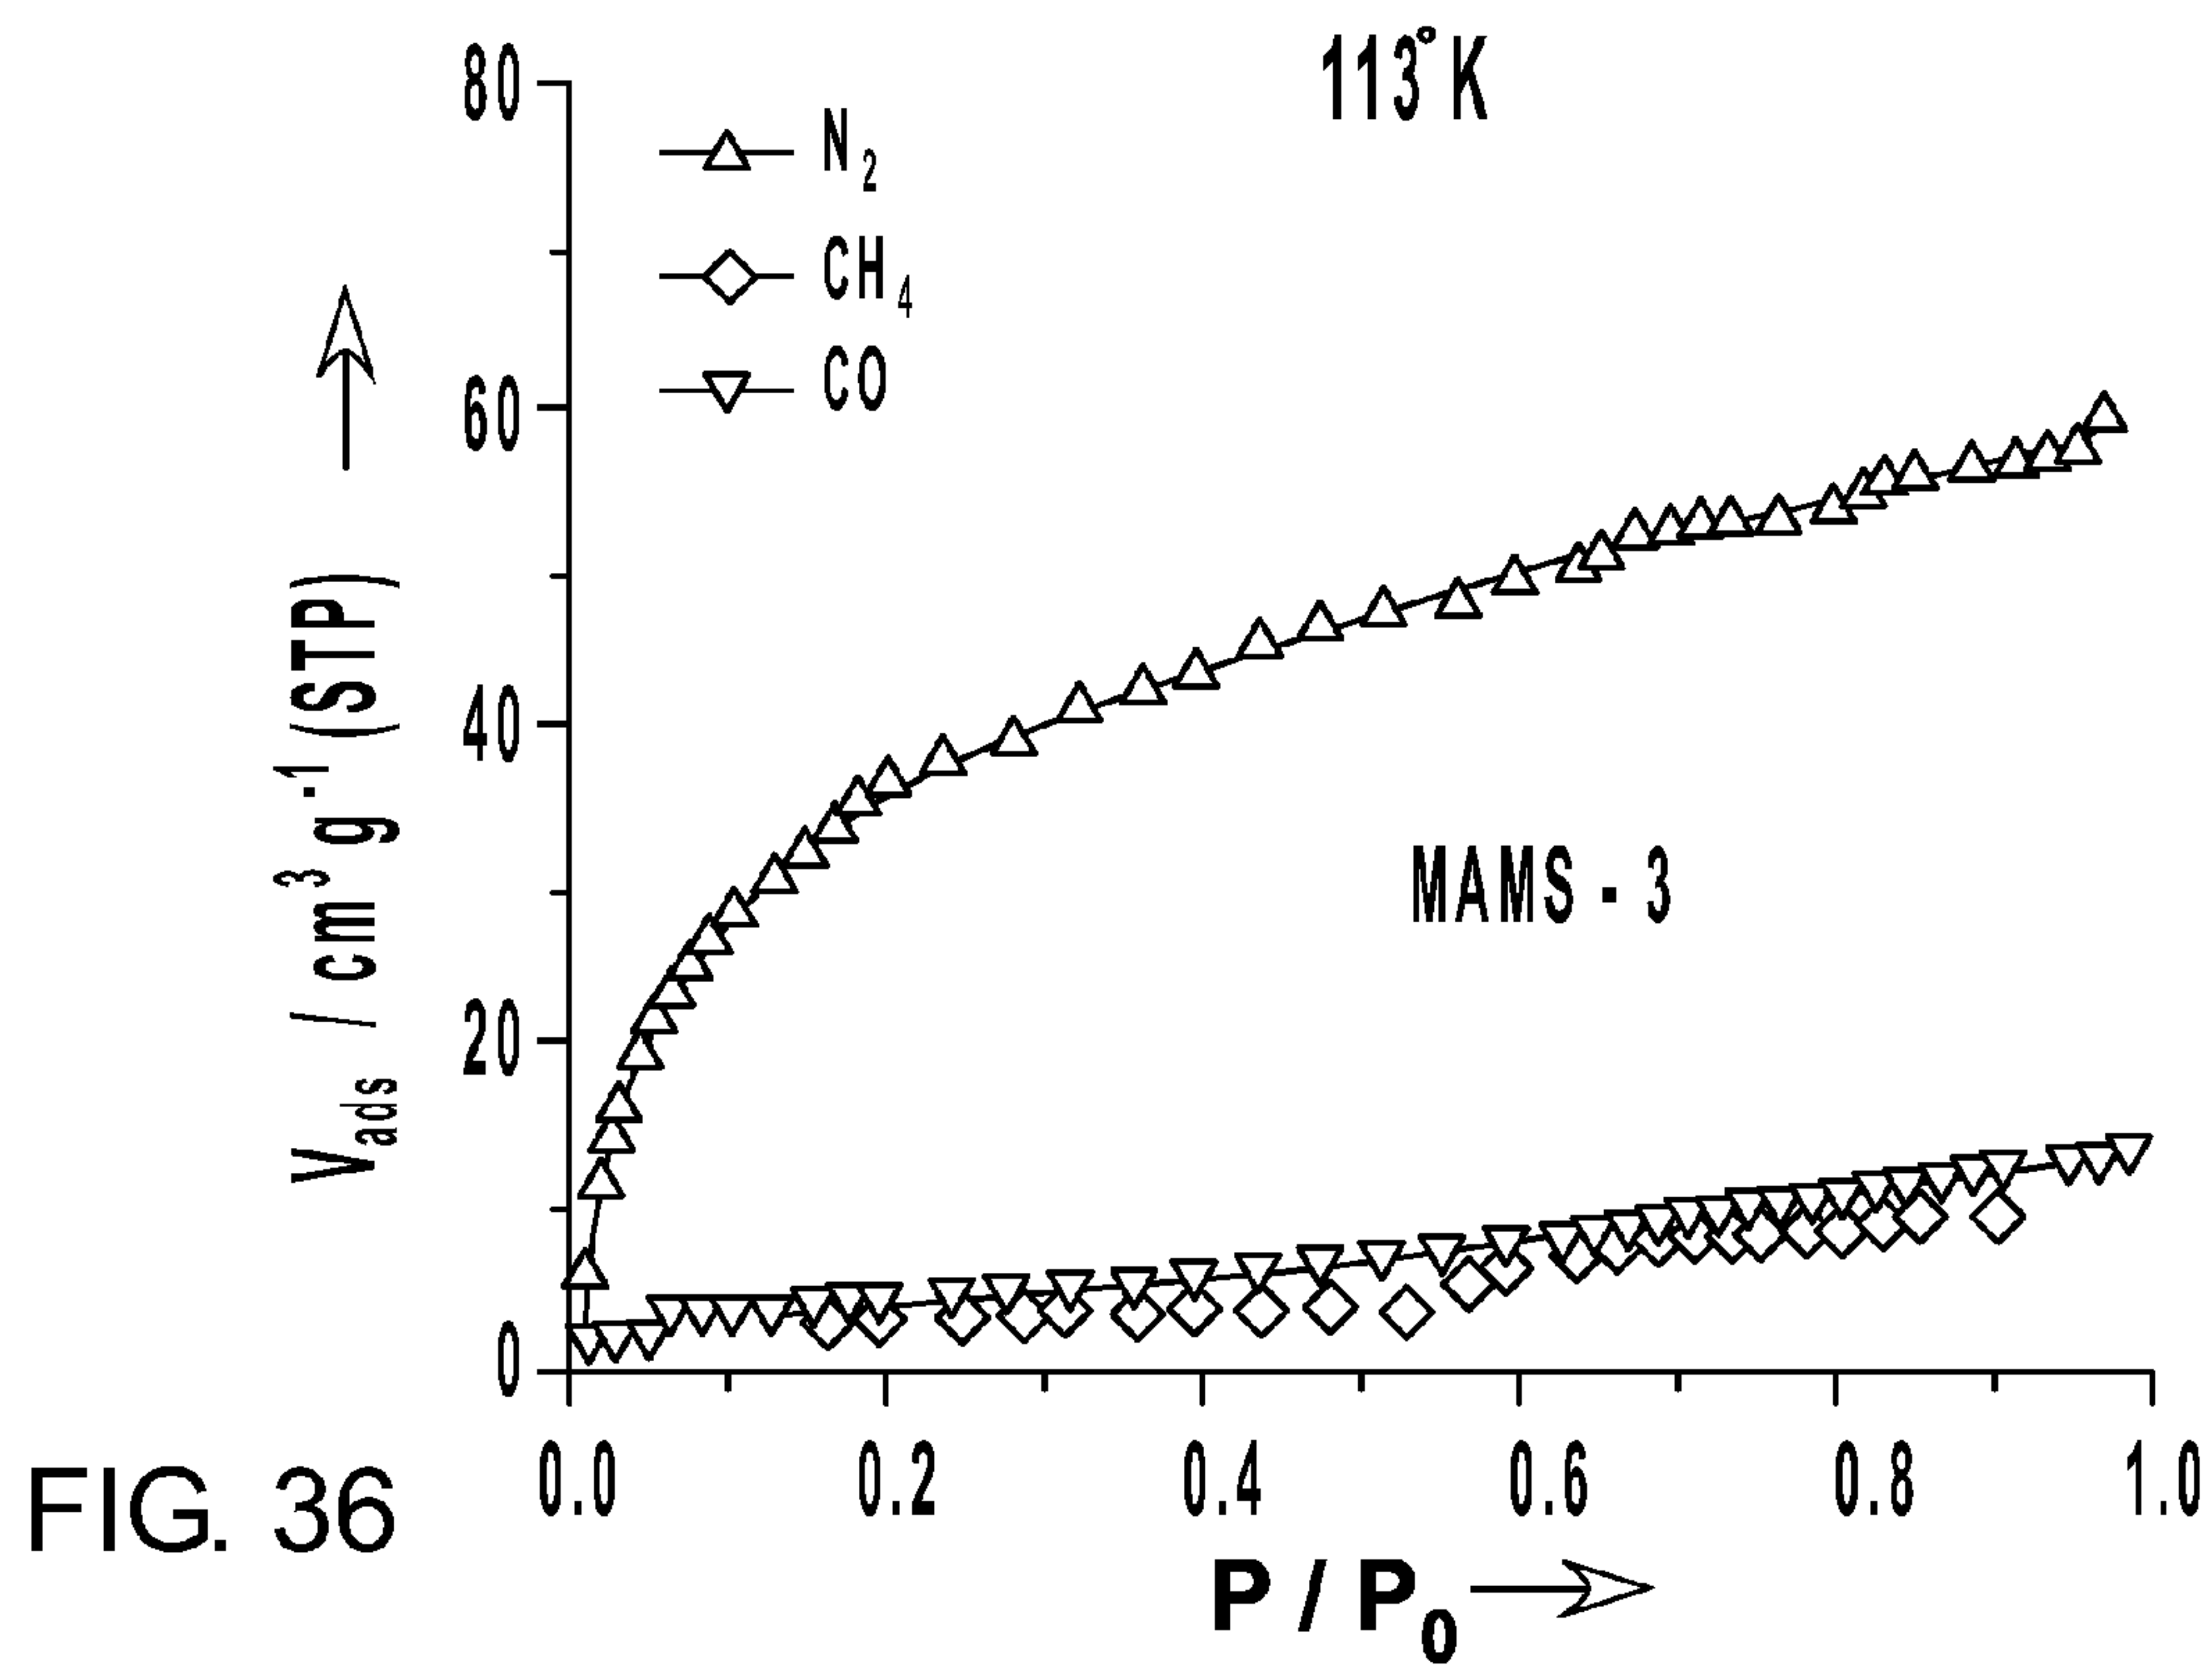 113°K
80
N₂
CH₄
CO
60
40
20
0
V_ads / cm³ g⁻¹ (STP)
MAMS - 3
0.0 0.2 0.4 0.6 0.8 1.0
P / P₀
FIG. 36